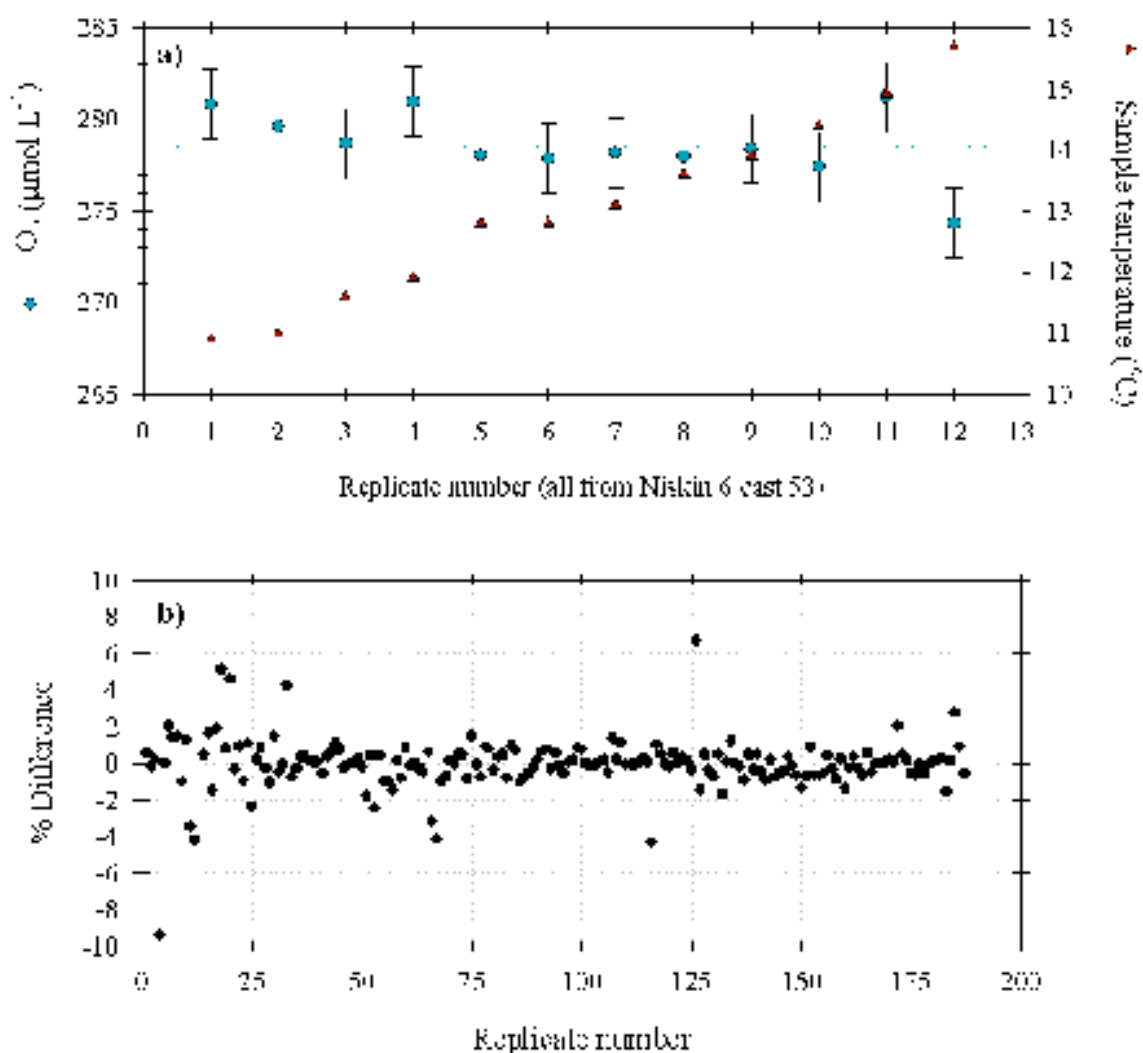 a)
O₂ (µmol L⁻¹)
285
280
275
270
265
Sample temperature (°C)
16
15
14
13
12
11
10
0 1 2 3 4 5 6 7 8 9 10 11 12 13
Replicate number (all from Niskin 6 cast 53)
b)
% Difference
10
8
6
4
2
0
-2
-4
-6
-8
-10
0 25 50 75 100 125 150 175 200
Replicate number